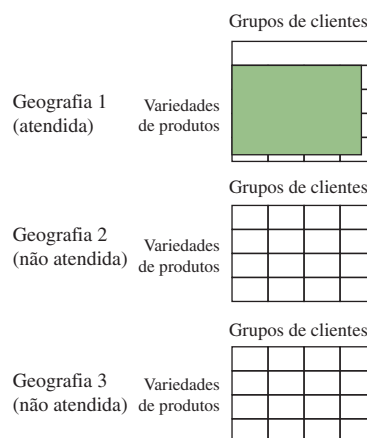 Grupos de clientes
Geografia 1
(atendida)
Variedades
de produtos
Grupos de clientes
Geografia 2
(não atendida)
Variedades
de produtos
Grupos de clientes
Geografia 3
(não atendida)
Variedades
de produtos